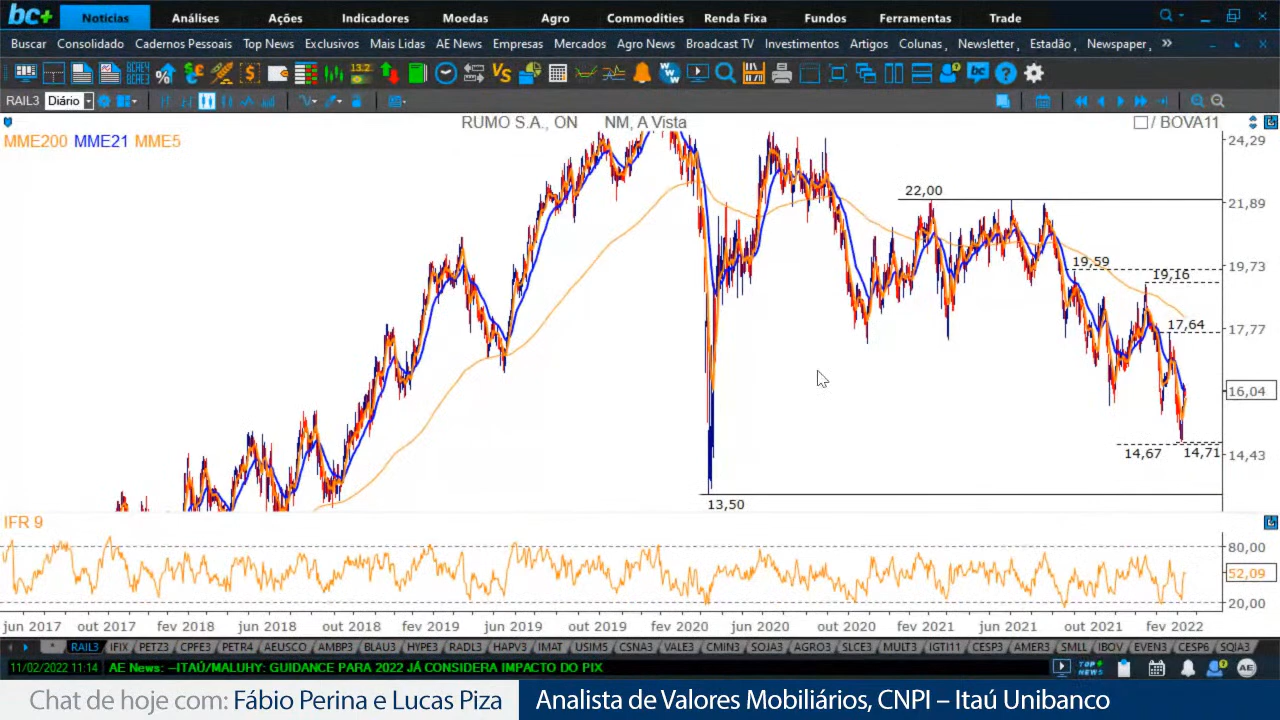 bc+ Notícias Análises Ações Indicadores Moedas Agro Commodities Renda Fixa Fundos Ferramentas Trade
Buscar Consolidado Cadernos Pessoais Top News Exclusivos Mais Lidas AE News Empresas Mercados Agro News Broadcast TV Investimentos Artigos Colunas Newsletter Estadão Newspaper »
RAIL3 Diário
RUMO S.A., ON NM, A Vista
/ BOVA11
MME200 MME21 MME5
24,29
22,00
21,89
19,59
19,73
19,16
17,64
17,77
16,04
14,67 14,71 14,43
13,50
IFR 9
80,00
52,09
20,00
jun 2017 out 2017 fev 2018 jun 2018 out 2018 fev 2019 jun 2019 out 2019 fev 2020 jun 2020 out 2020 fev 2021 jun 2021 out 2021 fev 2022
* RAIL3 IFIX PETZ3 CPFE3 PETR4 AEUSCO AMBP3 BLAU3 HYPE3 RADL3 HAPV3 IMAT USIM5 CSNA3 VALE3 CMIN3 SOJA3 AGRO3 SLCE3 MULT3 IGTI11 CESP3 AMER3 SMLL IBOV EVEN3 CESP6 SQIA3
11/02/2022 11:14 AE News: --ITAÚ/MALUHY: GUIDANCE PARA 2022 JÁ CONSIDERA IMPACTO DO PIX TOP+ NEWS AE
Chat de hoje com: Fábio Perina e Lucas Piza Analista de Valores Mobiliários, CNPI – Itaú Unibanco